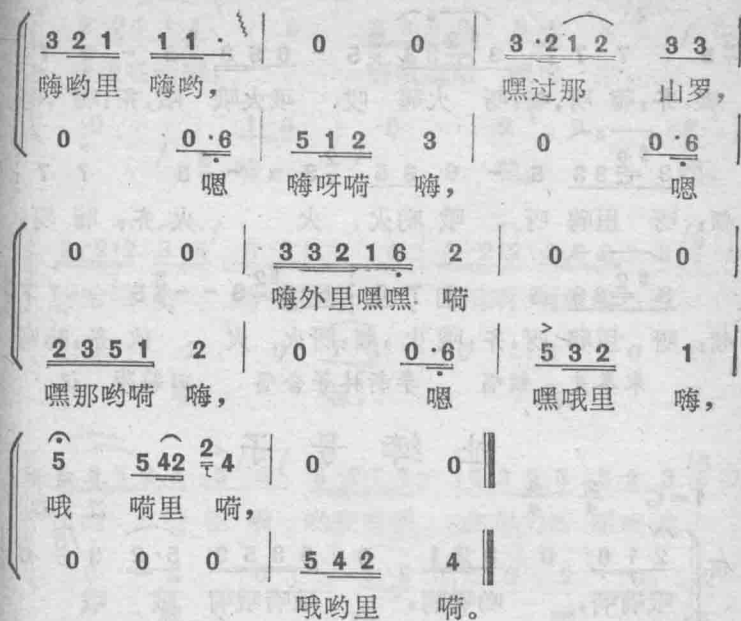 3 2 1 1 1 · | 0 0 | 3 · 2 1 2 3 3
嗨哟里 嗨哟， 嘿过那 山罗，
0 0 · 6 | 5 1 2 3 | 0 0 · 6
嗯 嗨呀嗬 嗨， 嗯
0 0 | 3 3 2 1 6 2 | 0 0
嗨外里嘿嘿 嗬
2 3 5 1 2 | 0 0 · 6 | 5 3 2 1
嘿那哟嗬 嗨， 嗯 嘿哦里 嗨，
5 5 4 2 2 4 | 0 0
哦 嗬里 嗬，
0 0 0 | 5 4 2 4
哦哟里 嗬。